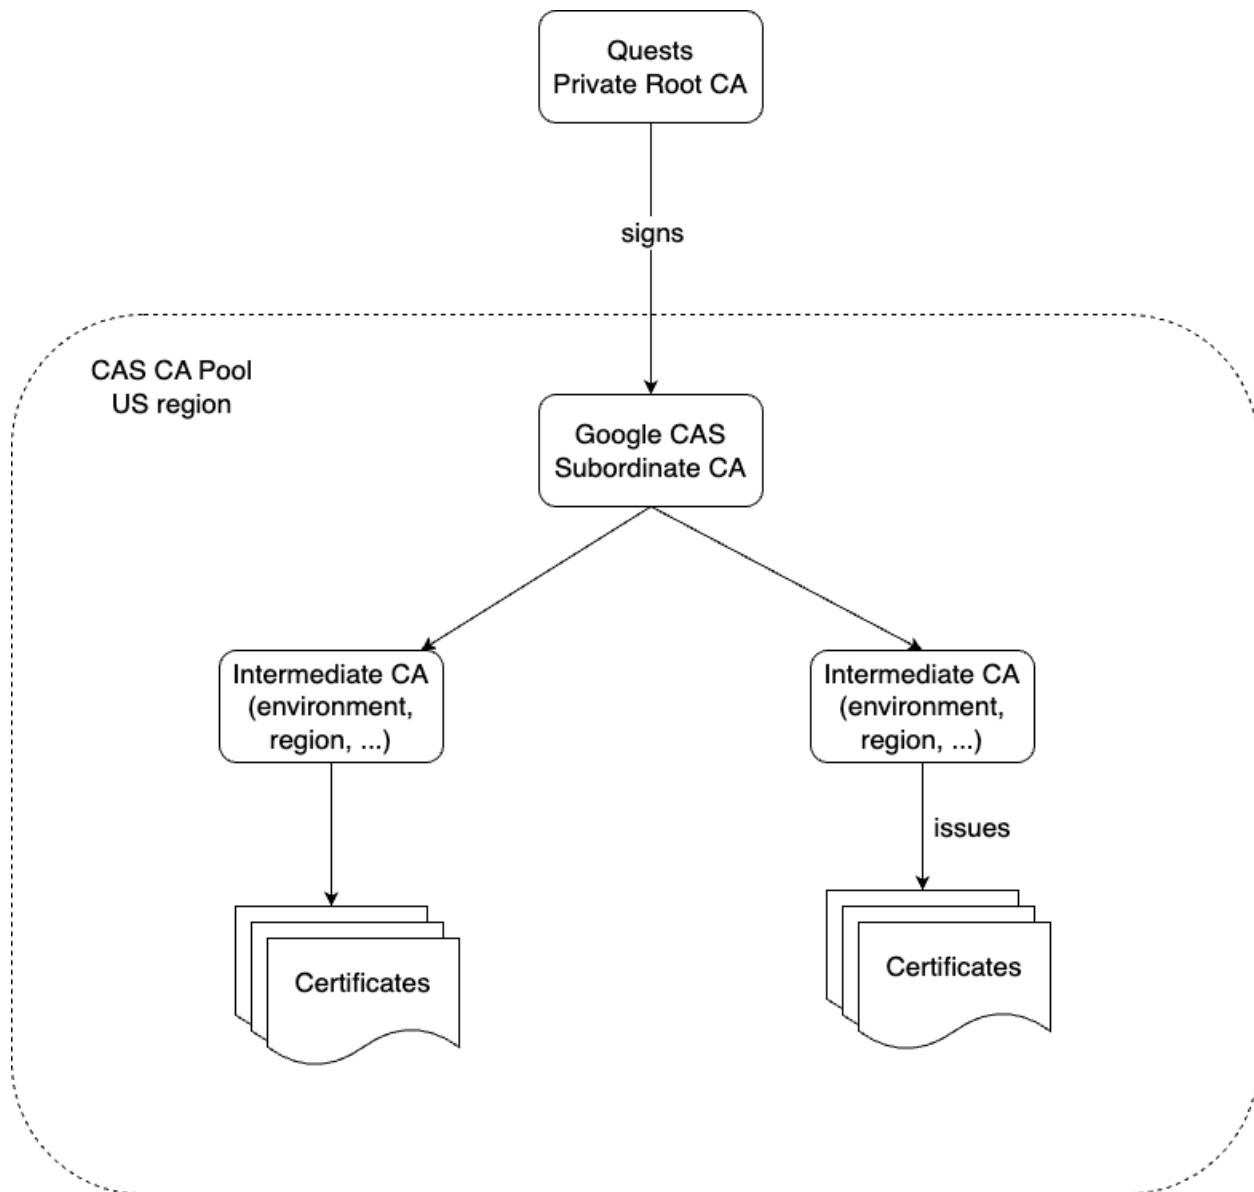 Quests
Private Root CA
signs
CAS CA Pool
US region
Google CAS
Subordinate CA
Intermediate CA
(environment,
region, ...)
Intermediate CA
(environment,
region, ...)
issues
Certificates
Certificates